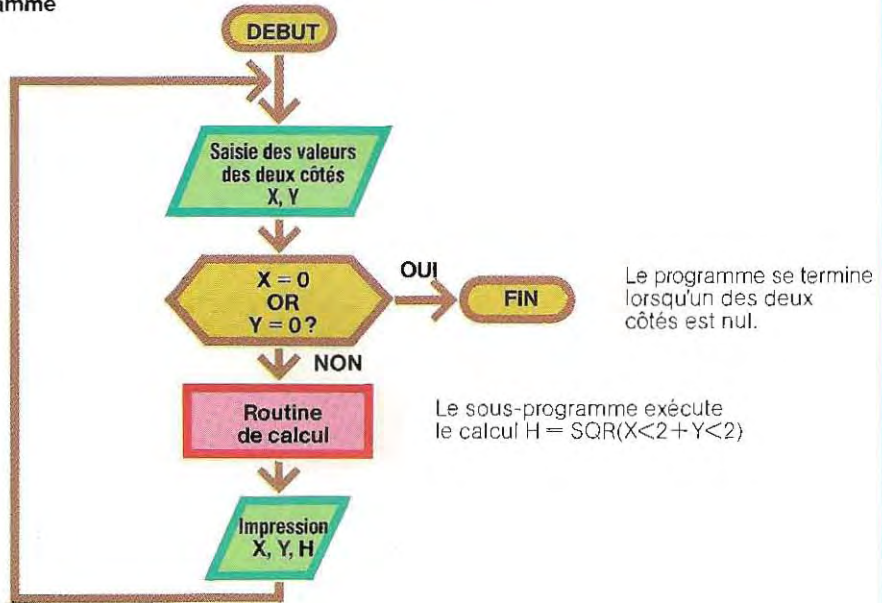 amme
DEBUT
Saisie des valeurs
des deux côtés
X, Y
X = 0
OR
Y = 0?
OUI
FIN
Le programme se termine
lorsqu'un des deux
côtés est nul.
NON
Routine
de calcul
Le sous-programme exécute
le calcul H = SQR(X<2+Y<2)
Impression
X, Y, H